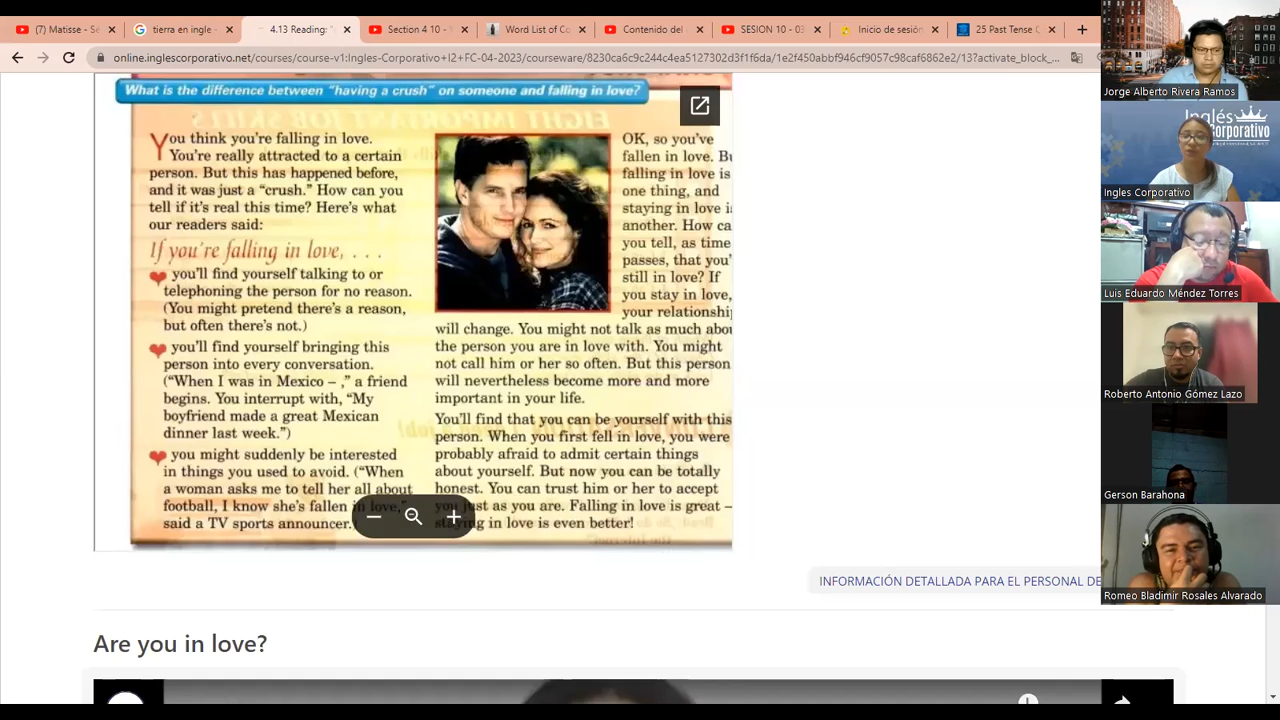 (7) Matisse - Se
tierra en ingle -
4.13 Reading: "
Section 4 10 -
Word List of Co
Contenido del
SESION 10 - 03
Inicio de sesión
25 Past Tense C
online.inglescorporativo.net/courses/course-v1:Ingles-Cor
What is the difference between "having a crush" on someone and falling in love?
You think you're falling in love.
You're really attracted to a certain
person. But this has happened before,
and it was just a "crush." How can you
tell if it's real this time? Here's what
our readers said:
If you're falling in love, . . .
you'll find yourself talking to or
telephoning the person for no reason.
(You might pretend there's a reason,
but often there's not.)
you'll find yourself bringing this
person into every conversation.
("When I was in Mexico – ," a friend
begins. You interrupt with, "My
boyfriend made a great Mexican
dinner last week.")
you might suddenly be interested
in things you used to avoid. ("When
a woman asks me to tell her all about
football, I know she's fallen in love,"
said a TV sports announcer.
OK, so you've
fallen in love. Bu
falling in love is
one thing, and
staying in love is
another. How ca
you tell, as time
passes, that you'
still in love? If
you stay in love,
your relationship
will change. You might not talk as much abou
the person you are in love with. You might
not call him or her so often. But this person
will nevertheless become more and more
important in your life.
You'll find that you can be yourself with this
person. When you first fell in love, you were
probably afraid to admit certain things
about yourself. But now you can be totally
honest. You can trust him or her to accept
you just as you are. Falling in love is great –
staying in love is even better!
INFORMACIÓN DETALLADA PARA EL PERSONAL DE
Are you in love?
Jorge Alberto Rivera Ramos
Inglés
Corporativo
Ingles Corporativo
Luis Eduardo Méndez Torres
Roberto Antonio Gómez Lazo
Gerson Barahona
Romeo Bladimir Rosales Alvarado